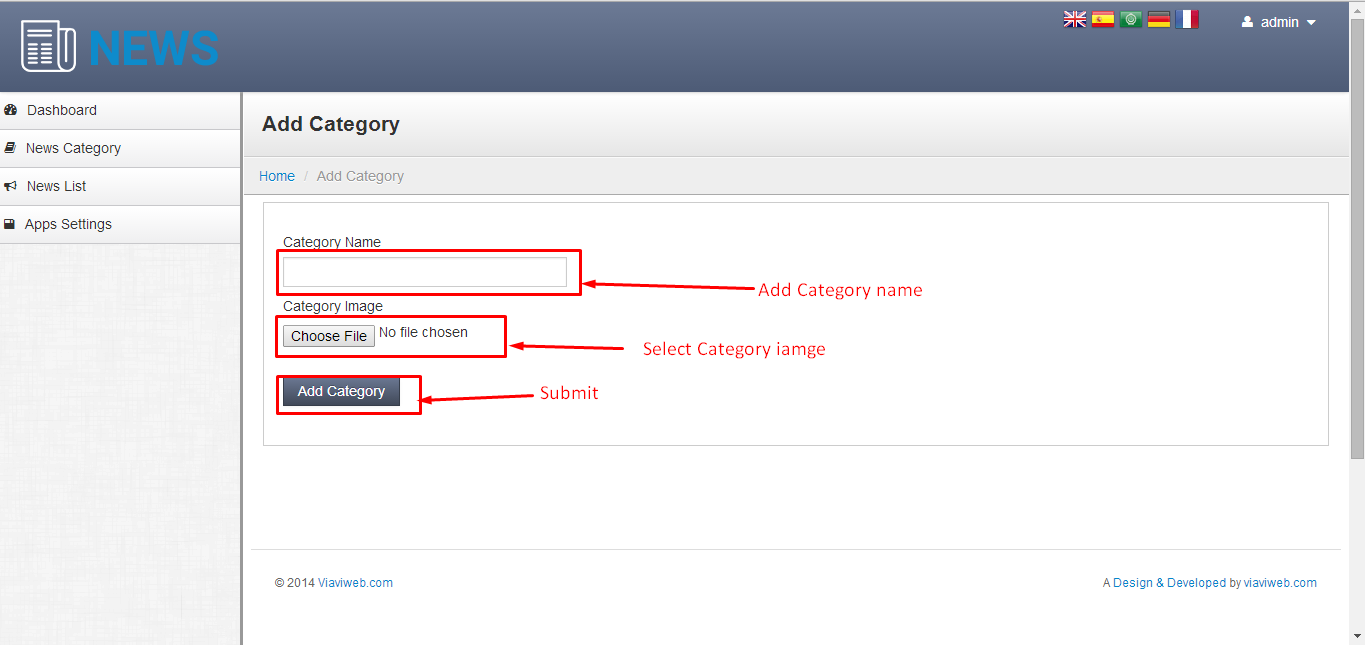 NEWS
admin
Dashboard
News Category
News List
Apps Settings
Add Category
Home / Add Category
Category Name
Add Category name
Category Image
Choose File No file chosen
Select Category iamge
Add Category
Submit
© 2014 Viaviweb.com
A Design & Developed by viaviweb.com